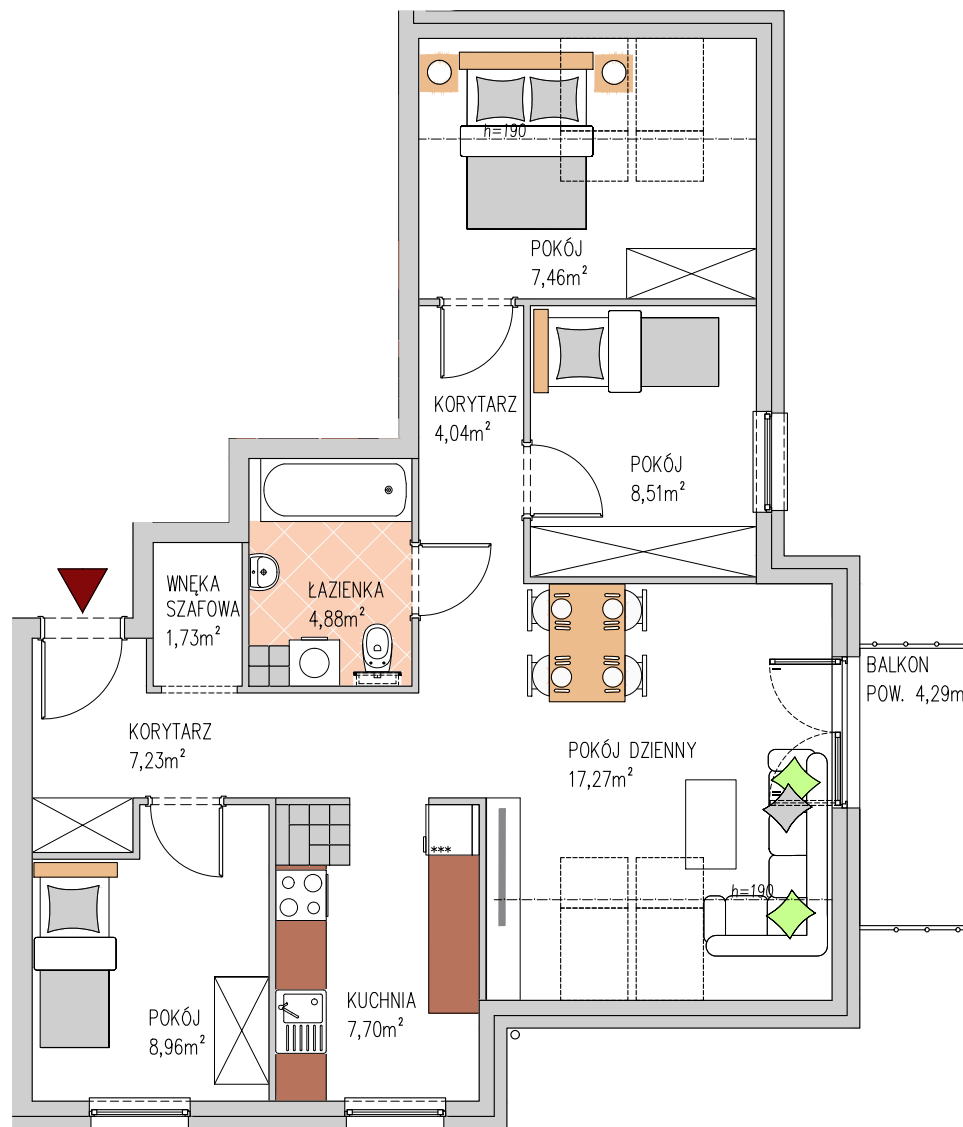 h=190
POKÓJ
7,46m²
KORYTARZ
4,04m²
POKÓJ
8,51m²
WNĘKA
SZAFOWA
1,73m²
ŁAZIENKA
4,88m²
BALKON
POW. 4,29m
KORYTARZ
7,23m²
POKÓJ DZIENNY
17,27m²
***
h=190
POKÓJ
8,96m²
KUCHNIA
7,70m²